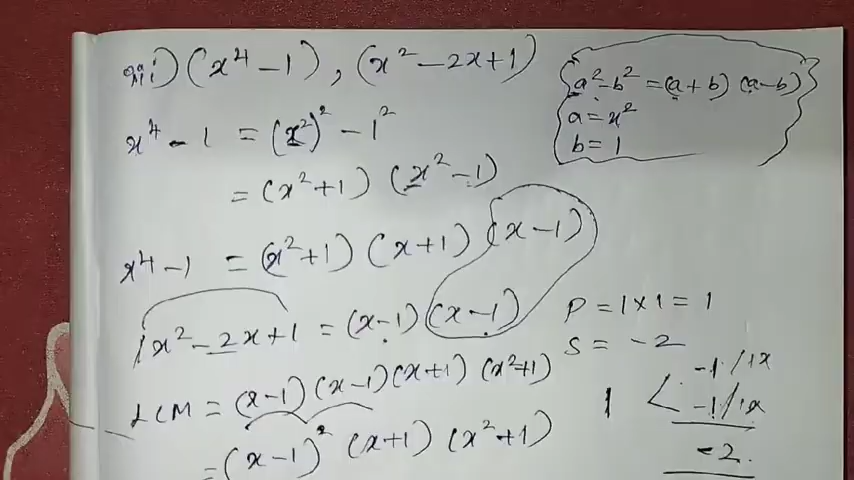 xii) (x⁴ - 1), (x² - 2x + 1)
x⁴ - 1 = (x²)² - 1²
= (x² + 1) (x² - 1)
x⁴ - 1 = (x² + 1) (x + 1) (x - 1)
1x² - 2x + 1 = (x - 1) (x - 1)
LCM = (x - 1) (x - 1) (x + 1) (x² + 1)
= (x - 1)² (x + 1) (x² + 1)
a² - b² = (a + b) (a - b)
a = x²
b = 1
P = 1 × 1 = 1
S = -2
-1/1x
1 <
-1/1x
-2